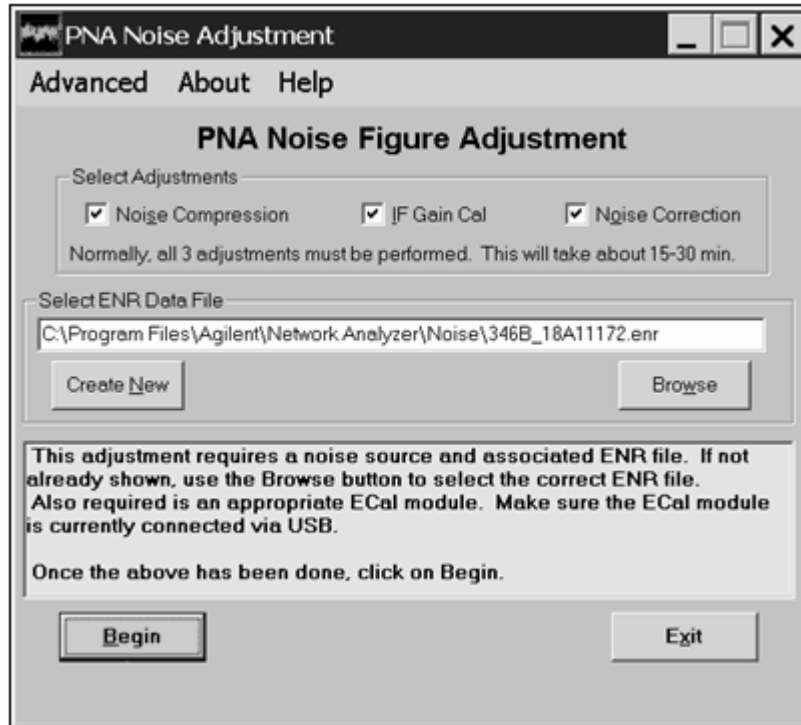 PNA Noise Adjustment
Advanced About Help
PNA Noise Figure Adjustment
Select Adjustments
Noise Compression IF Gain Cal Noise Correction
Normally, all 3 adjustments must be performed. This will take about 15-30 min.
Select ENR Data File
C:\Program Files\Agilent\Network Analyzer\Noise\346B_18A11172.enr
Create New Browse
This adjustment requires a noise source and associated ENR file. If not
already shown, use the Browse button to select the correct ENR file.
Also required is an appropriate ECal module. Make sure the ECal module
is currently connected via USB.
Once the above has been done, click on Begin.
Begin Exit